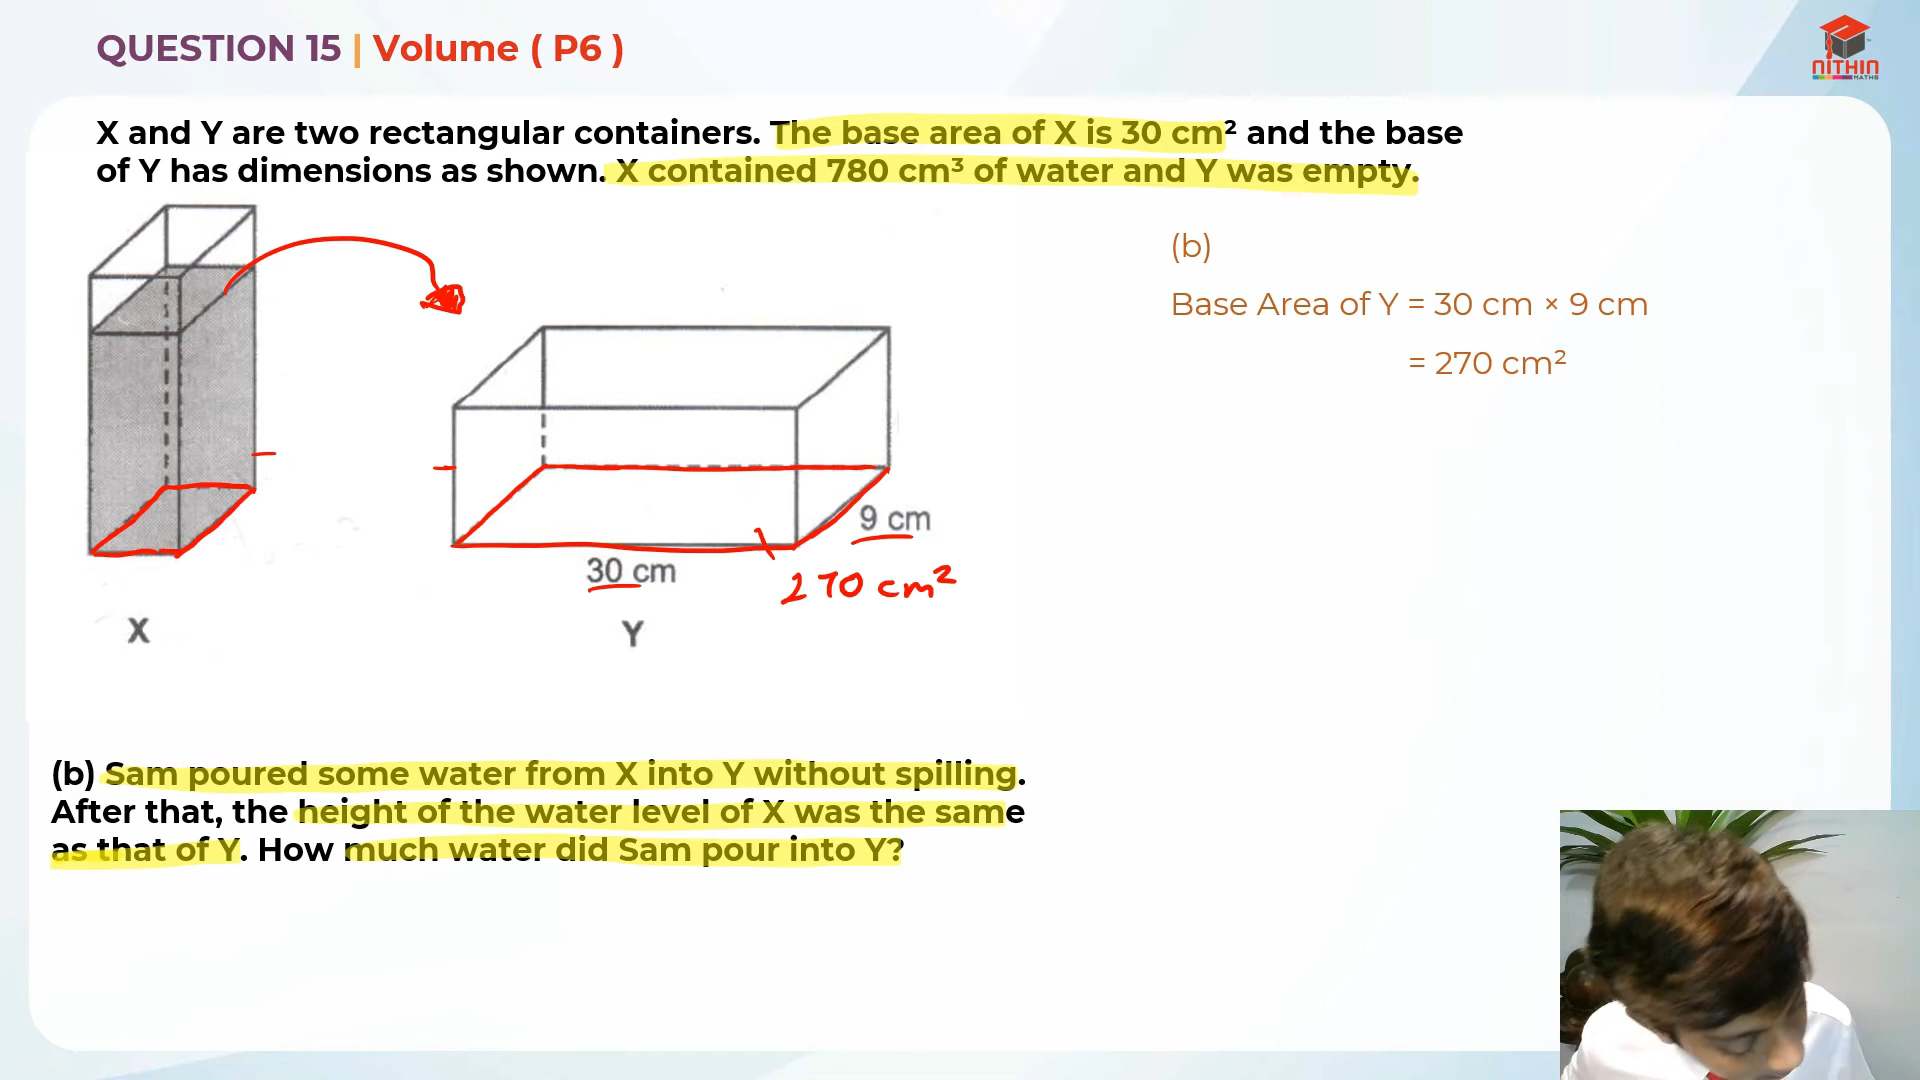 QUESTION 15 | Volume ( P6 )
NITHIN
MATHS
X and Y are two rectangular containers. The base area of X is 30 cm² and the base
of Y has dimensions as shown. X contained 780 cm³ of water and Y was empty.
(b)
Base Area of Y = 30 cm × 9 cm
= 270 cm²
9 cm
30 cm
270 cm²
X
Y
(b) Sam poured some water from X into Y without spilling.
After that, the height of the water level of X was the same
as that of Y. How much water did Sam pour into Y?